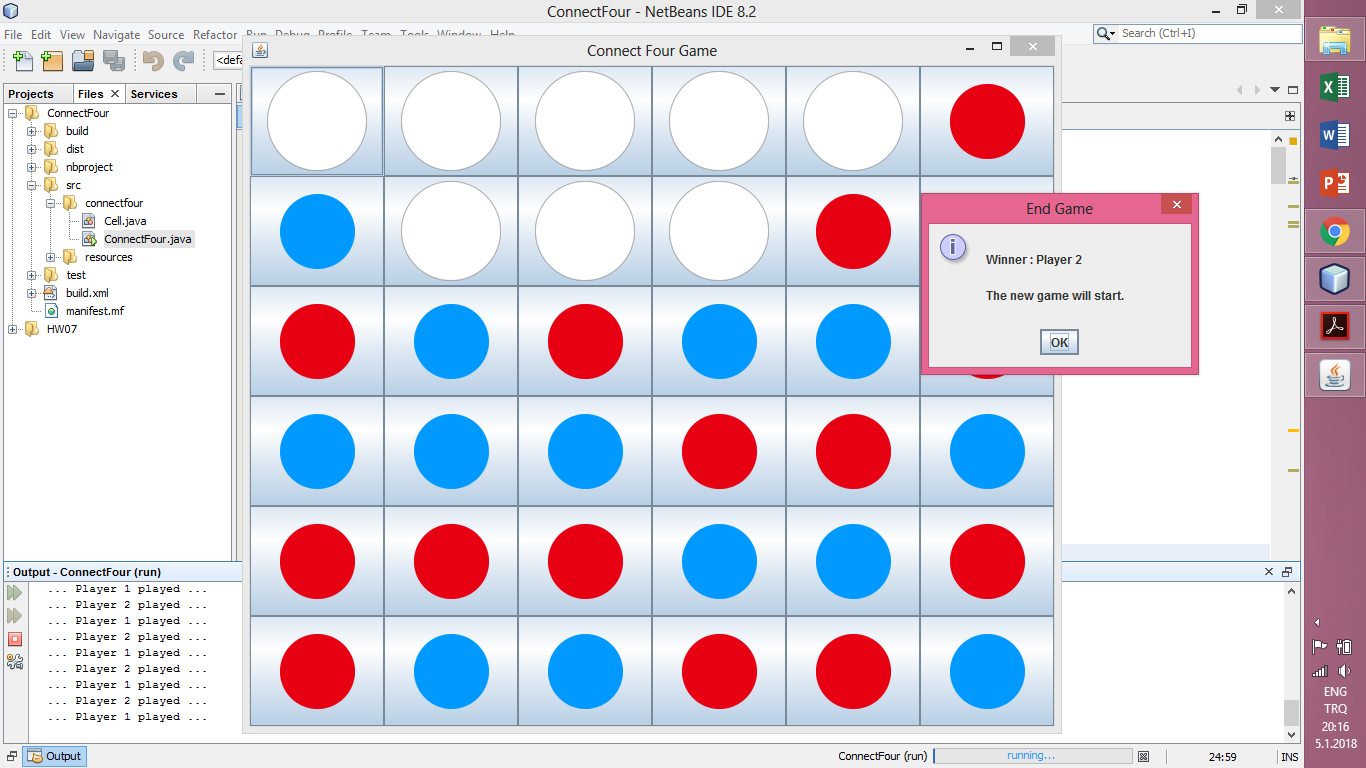 ConnectFour - NetBeans IDE 8.2
File Edit View Navigate Source Refactor Run Debug Profile Team Tools Window Help
Search (Ctrl+I)
Connect Four Game
<defa
Projects Files Services
ConnectFour
build
dist
nbproject
src
connectfour
Cell.java
ConnectFour.java
resources
test
build.xml
manifest.mf
HW07
End Game
Winner : Player 2
The new game will start.
OK
Output - ConnectFour (run)
... Player 1 played ...
... Player 2 played ...
... Player 1 played ...
... Player 2 played ...
... Player 1 played ...
... Player 2 played ...
... Player 1 played ...
... Player 2 played ...
... Player 1 played ...
Output
ConnectFour (run)
running...
24:59
INS
ENG
TRQ
20:16
5.1.2018